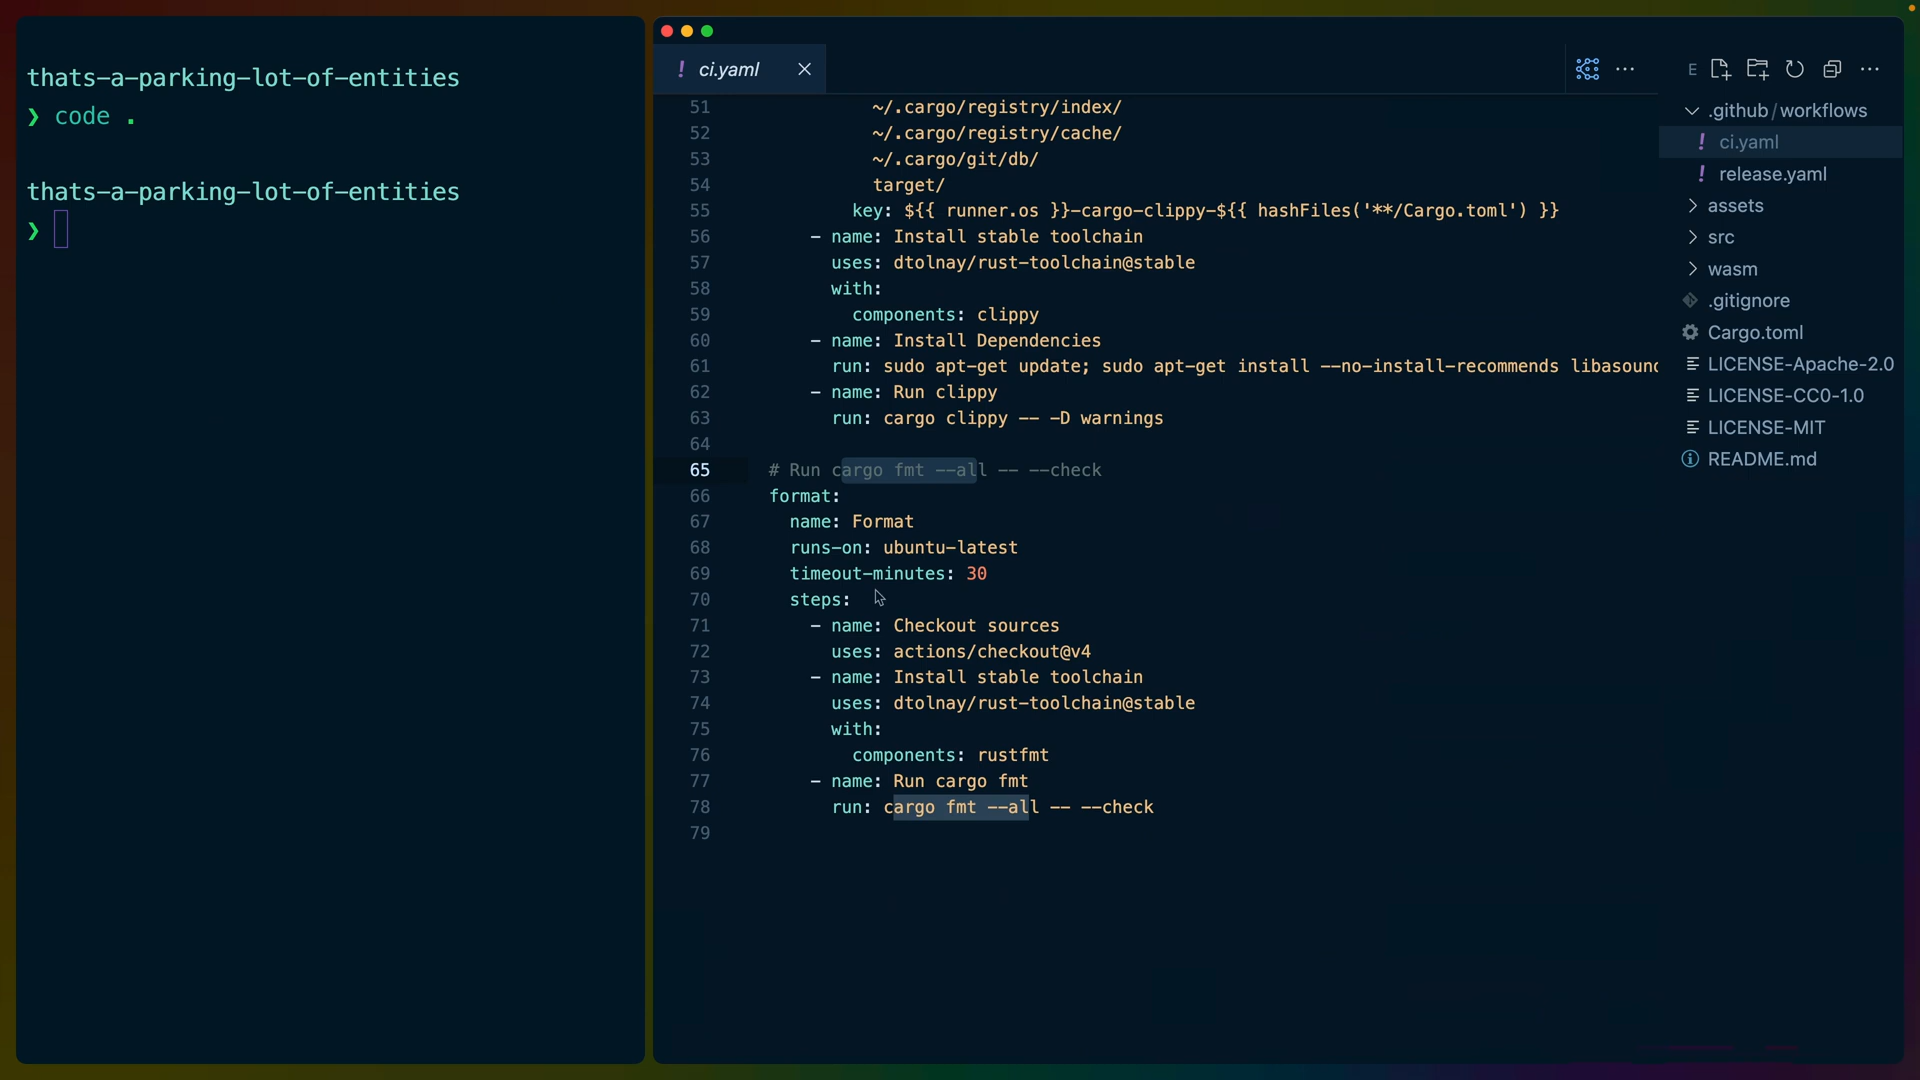 thats-a-parking-lot-of-entities
❯ code .
thats-a-parking-lot-of-entities
❯
! ci.yaml
51 ~/.cargo/registry/index/
52 ~/.cargo/registry/cache/
53 ~/.cargo/git/db/
54 target/
55 key: ${{ runner.os }}-cargo-clippy-${{ hashFiles('**/Cargo.toml') }}
56 - name: Install stable toolchain
57 uses: dtolnay/rust-toolchain@stable
58 with:
59 components: clippy
60 - name: Install Dependencies
61 run: sudo apt-get update; sudo apt-get install --no-install-recommends libasound
62 - name: Run clippy
63 run: cargo clippy -- -D warnings
64
65 # Run cargo fmt --all -- --check
66 format:
67 name: Format
68 runs-on: ubuntu-latest
69 timeout-minutes: 30
70 steps:
71 - name: Checkout sources
72 uses: actions/checkout@v4
73 - name: Install stable toolchain
74 uses: dtolnay/rust-toolchain@stable
75 with:
76 components: rustfmt
77 - name: Run cargo fmt
78 run: cargo fmt --all -- --check
79
E
.github/workflows
! ci.yaml
! release.yaml
assets
src
wasm
.gitignore
Cargo.toml
LICENSE-Apache-2.0
LICENSE-CC0-1.0
LICENSE-MIT
README.md